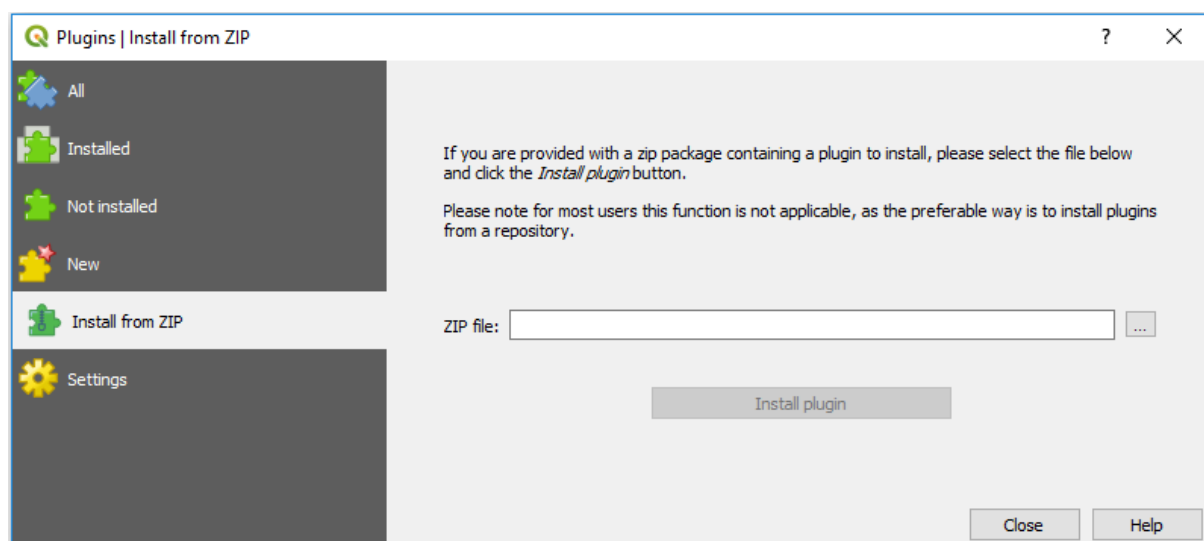 Plugins | Install from ZIP
?
All
Installed
Not installed
New
Install from ZIP
Settings
If you are provided with a zip package containing a plugin to install, please select the file below
and click the Install plugin button.
Please note for most users this function is not applicable, as the preferable way is to install plugins
from a repository.
ZIP file:
...
Install plugin
Close
Help